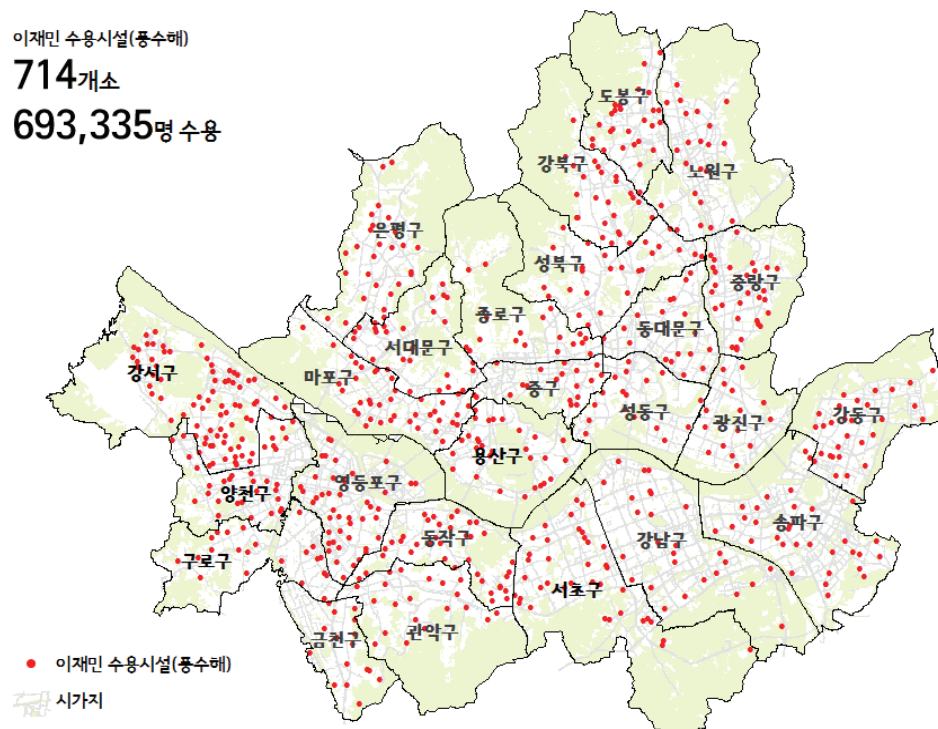 이재민 수용시설(풍수해)
714개소
693,335명 수용
도봉구
강북구
노원구
은평구
성북구
중랑구
종로구
동대문구
서대문구
강서구
마포구
중구
성동구
광진구
강동구
용산구
영등포구
양천구
송파구
동작구
강남구
구로구
서초구
금천구
관악구
이재민 수용시설(풍수해)
시가지